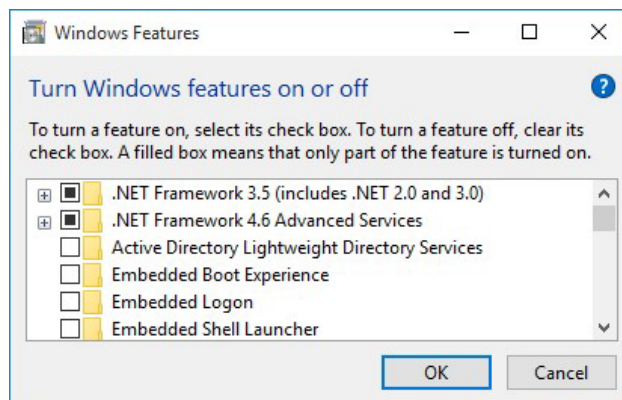 Windows Features
Turn Windows features on or off
?
To turn a feature on, select its check box. To turn a feature off, clear its
check box. A filled box means that only part of the feature is turned on.
.NET Framework 3.5 (includes .NET 2.0 and 3.0)
.NET Framework 4.6 Advanced Services
Active Directory Lightweight Directory Services
Embedded Boot Experience
Embedded Logon
Embedded Shell Launcher
OK Cancel